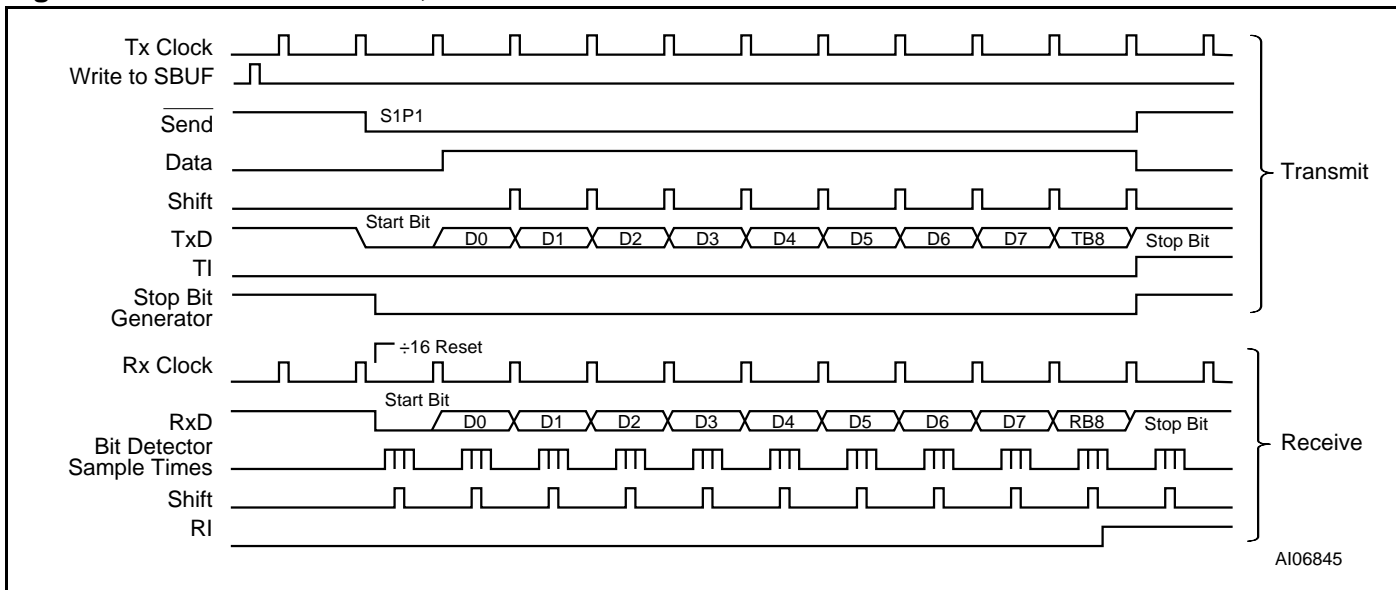 Tx Clock
Write to SBUF
Send
S1P1
Data
Shift
Start Bit
TxD
D0 D1 D2 D3 D4 D5 D6 D7 TB8 Stop Bit
TI
Stop Bit
Generator
Transmit
÷16 Reset
Rx Clock
Start Bit
RxD
D0 D1 D2 D3 D4 D5 D6 D7 RB8 Stop Bit
Bit Detector
Sample Times
Shift
RI
Receive
AI06845